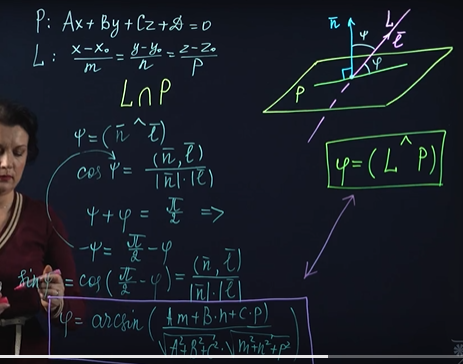 P: Ax+By+Cz+D=0
L: x-x₀/m = y-y₀/n = z-z₀/p
L∩P
ψ=(n̄ ^ l̄)
cos ψ = (n̄, l̄)/|n̄|·|l̄|
ψ+φ = π/2 =>
ψ = π/2 - φ
sin φ = cos(π/2 - φ) = (n̄, l̄)/|n̄|·|l̄|
φ = arcsin (Am+B·n+C·p/√A²+B²+C²·√m²+n²+p²)
n̄
ψ
L
l̄
φ
P
φ=(L ^ P)